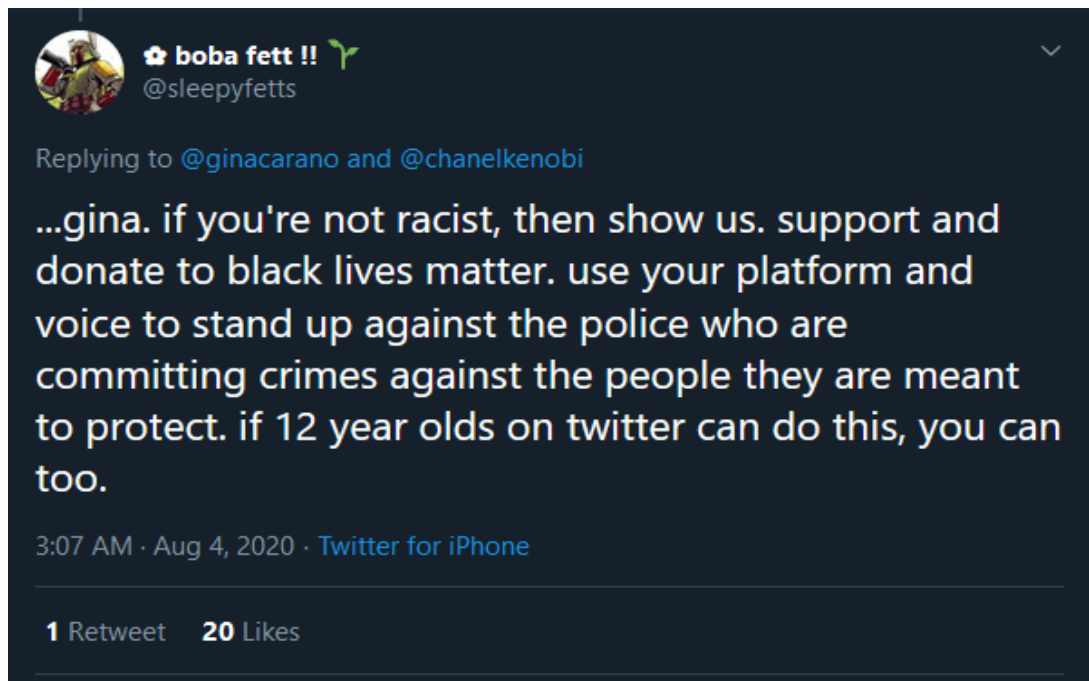 ✿ boba fett !! 🌱
@sleepyfetts
Replying to @ginacarano and @chanelkenobi
...gina. if you're not racist, then show us. support and
donate to black lives matter. use your platform and
voice to stand up against the police who are
committing crimes against the people they are meant
to protect. if 12 year olds on twitter can do this, you can
too.
3:07 AM · Aug 4, 2020 · Twitter for iPhone
1 Retweet 20 Likes